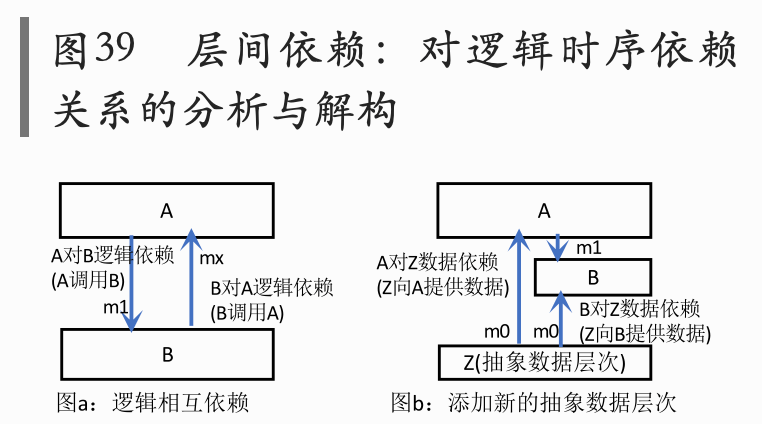 图39 层间依赖：对逻辑时序依赖
关系的分析与解构
A
A对B逻辑依赖
(A调用B)
m1
mx
B对A逻辑依赖
(B调用A)
B
图a：逻辑相互依赖
A
A对Z数据依赖
(Z向A提供数据)
m1
B
B对Z数据依赖
(Z向B提供数据)
m0
m0
Z(抽象数据层次)
图b：添加新的抽象数据层次